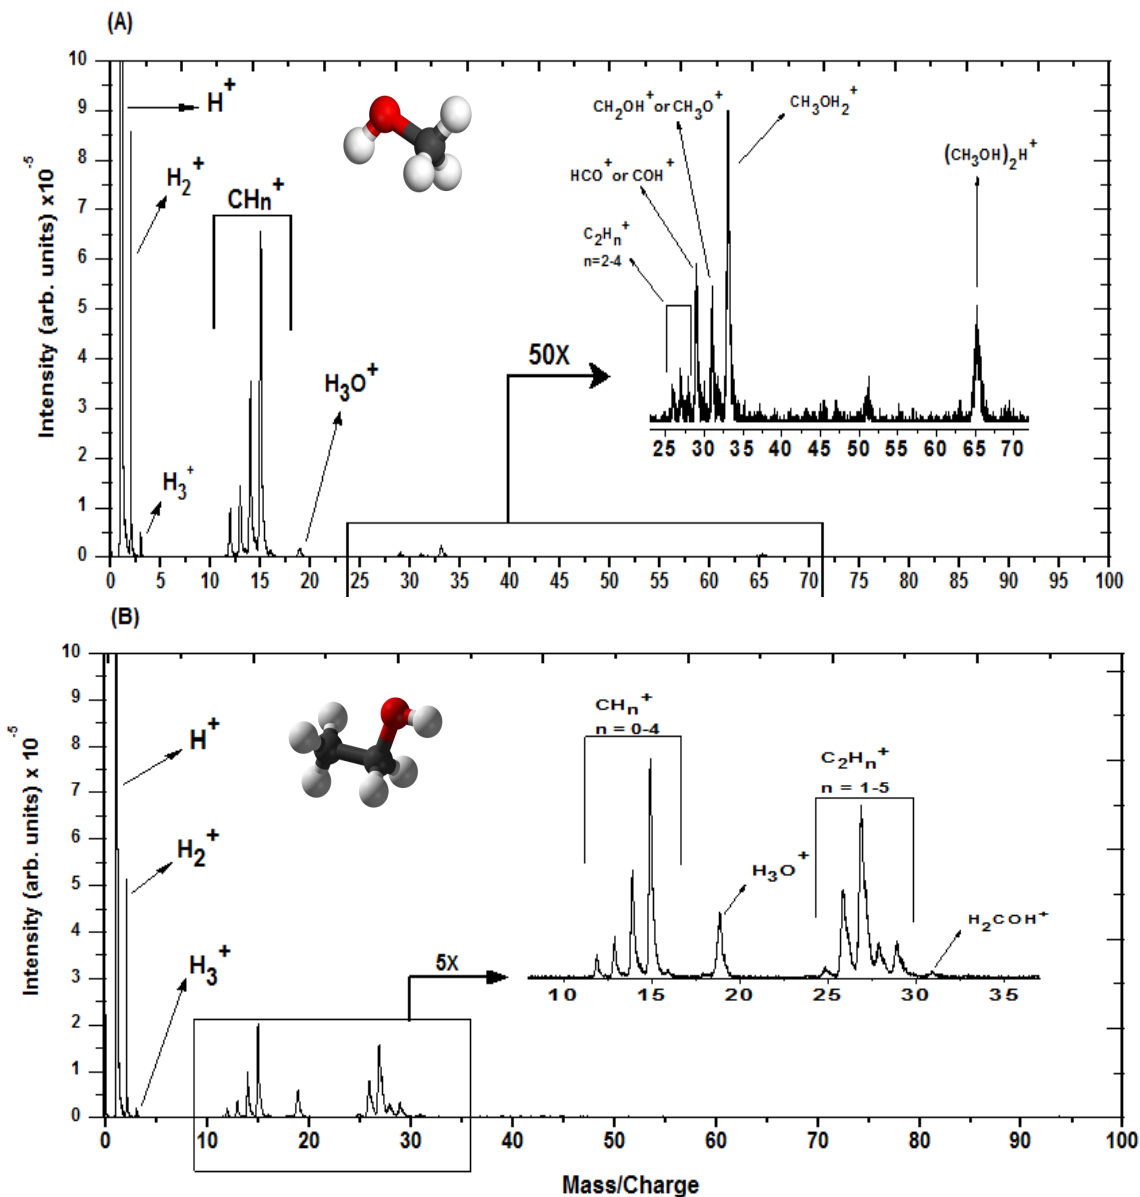 (A)
Intensity (arb. units) x10⁻⁵
10
9
8
7
6
5
4
3
2
1
0
H⁺
H₂⁺
H₃⁺
CHn⁺
H₃O⁺
50X
C₂Hₙ⁺
n=2-4
HCO⁺ or COH⁺
CH₂OH⁺ or CH₃O⁺
CH₃OH₂⁺
(CH₃OH)₂H⁺
25 30 35 40 45 50 55 60 65 70
0 5 10 15 20 25 30 35 40 45 50 55 60 65 70 75 80 85 90 95 100
(B)
Intensity (arb. units) x 10⁻⁵
10
9
8
7
6
5
4
3
2
1
0
H⁺
H₂⁺
H₃⁺
5X
CHₙ⁺
n = 0-4
H₃O⁺
C₂Hₙ⁺
n = 1-5
H₂COH⁺
10 15 20 25 30 35
0 10 20 30 40 50 60 70 80 90 100
Mass/Charge